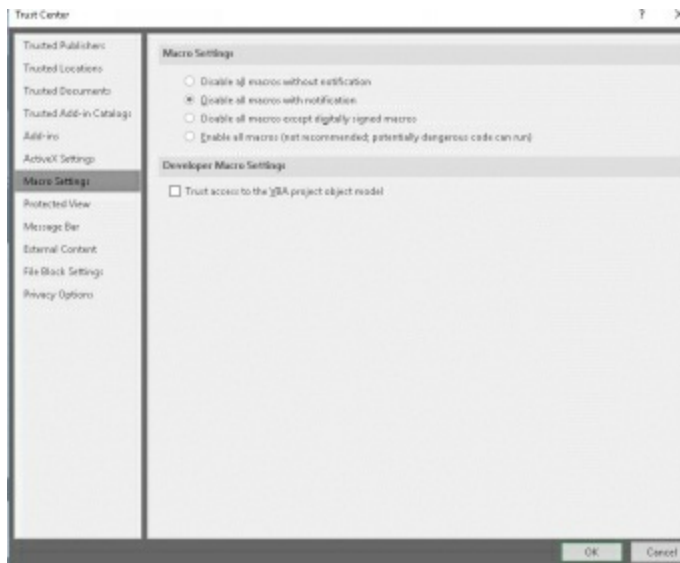 Trust Center
?
Trusted Publishers
Trusted Locations
Trusted Documents
Trusted Add-in Catalogs
Add-ins
ActiveX Settings
Macro Settings
Protected View
Message Bar
External Content
File Block Settings
Privacy Options
Macro Settings
Disable all macros without notification
Disable all macros with notification
Disable all macros except digitally signed macros
Enable all macros (not recommended; potentially dangerous code can run)
Developer Macro Settings
Trust access to the VBA project object model
OK
Cancel